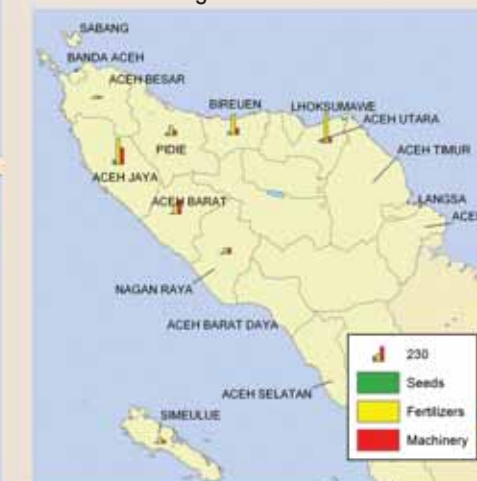 SABANG
BANDA ACEH
ACEH BESAR
BIREUEN
LHOKSUMAWE
ACEH UTARA
PIDIE
ACEH TIMUR
ACEH JAYA
ACEH BARAT
LANGSA
NAGAN RAYA
ACEH BARAT DAYA
ACEH SELATAN
SIMEULUE
230
Seeds
Fertilizers
Machinery